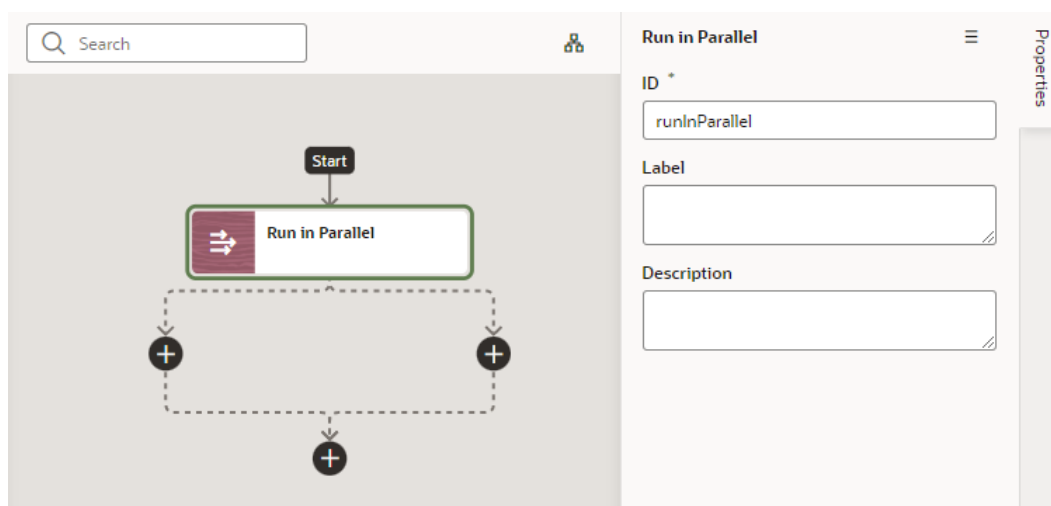 Search
Start
Run in Parallel
Run in Parallel
ID *
runInParallel
Label
Description
Properties